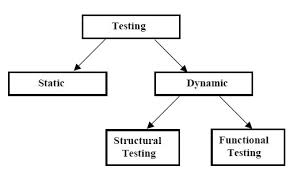 Testing
Static
Dynamic
Structural
Testing
Functional
Testing